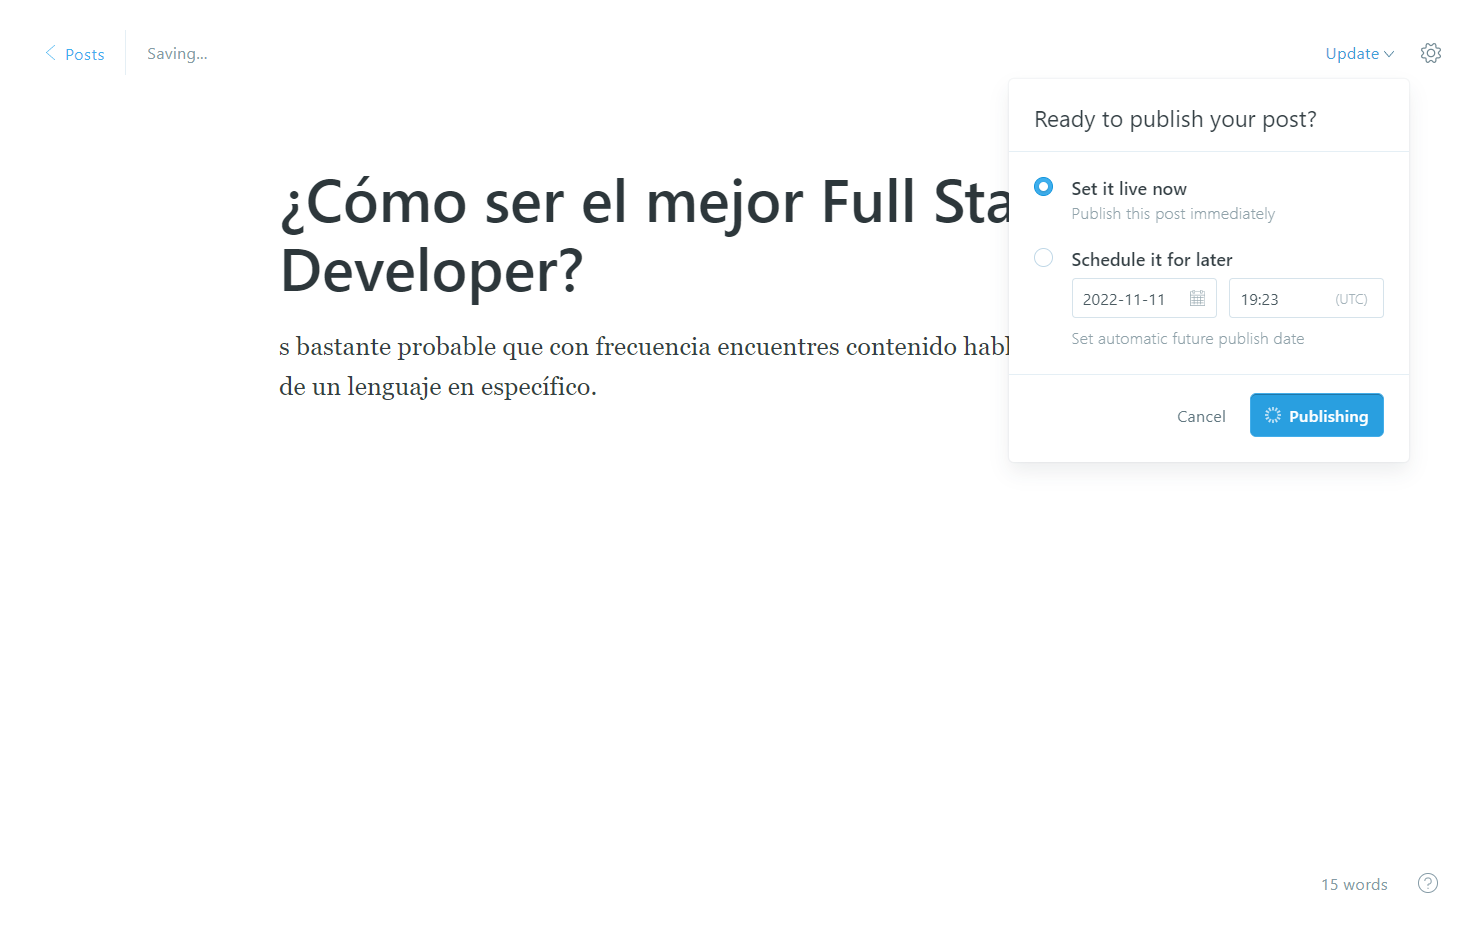 Posts
Saving...
Update
Ready to publish your post?
¿Cómo ser el mejor Full Sta
Developer?
Set it live now
Publish this post immediately
Schedule it for later
2022-11-11
19:23 (UTC)
Set automatic future publish date
s bastante probable que con frecuencia encuentres contenido habl
de un lenguaje en específico.
Cancel
Publishing
15 words
?